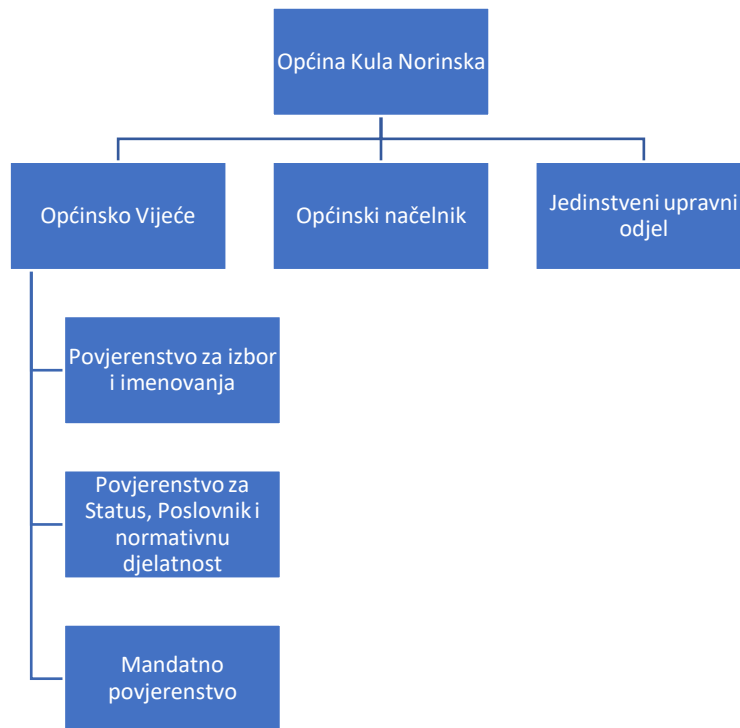 Općina Kula Norinska
Općinsko Vijeće
Općinski načelnik
Jedinstveni upravni
odjel
Povjerenstvo za izbor
i imenovanja
Povjerenstvo za
Status, Poslovnik i
normativnu
djelatnost
Mandatno
povjerenstvo